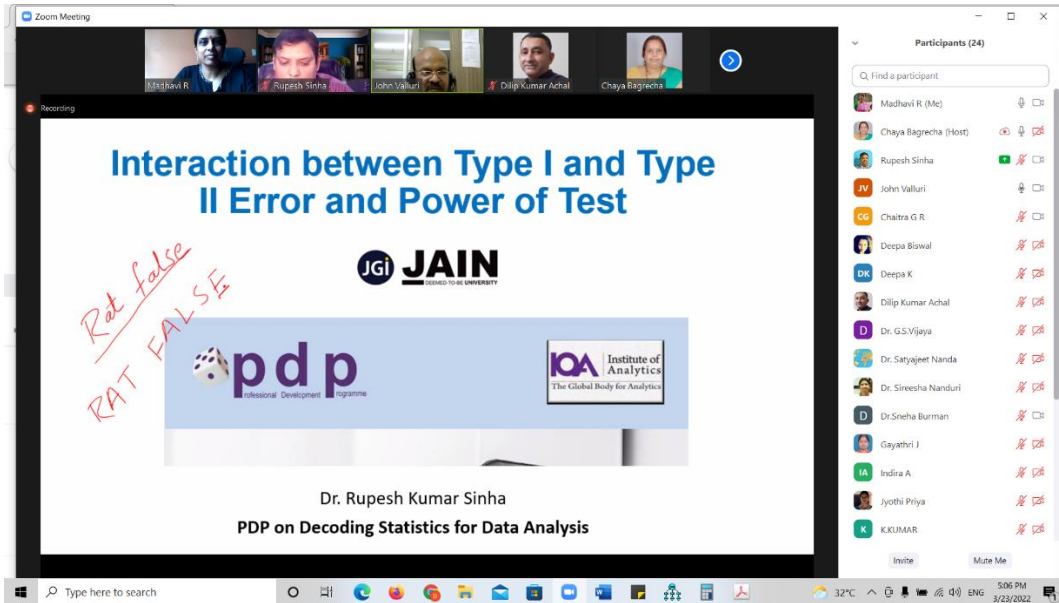 Zoom Meeting
Madhavi R
Rupesh Sinha
John Valluri
Dilip Kumar Achal
Chaya Bagrecha
Recording
Interaction between Type I and Type
II Error and Power of Test
JGi JAIN
DEEMED-TO-BE UNIVERSITY
Rat false
RAT FALSE
pdp
rofessional Development rogramme
IOA Institute of
Analytics
The Global Body for Analytics
Dr. Rupesh Kumar Sinha
PDP on Decoding Statistics for Data Analysis
Participants (24)
Find a participant
Madhavi R (Me)
Chaya Bagrecha (Host)
Rupesh Sinha
JV John Valluri
CG Chaitra G R
Deepa Biswal
DK Deepa K
Dilip Kumar Achal
D Dr. G.S.Vijaya
Dr. Satyajeet Nanda
Dr. Sireesha Nanduri
D Dr.Sneha Burman
Gayathri J
IA Indira A
Jyothi Priya
K K.KUMAR
Invite Mute Me
Type here to search
32°C ENG 5:06 PM
3/23/2022